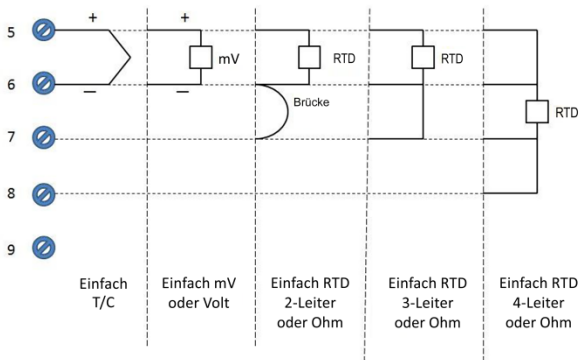 5
+
+
mV
RTD
RTD
6
–
–
Brücke
RTD
7
8
9
Einfach
T/C
Einfach mV
oder Volt
Einfach RTD
2-Leiter
oder Ohm
Einfach RTD
3-Leiter
oder Ohm
Einfach RTD
4-Leiter
oder Ohm